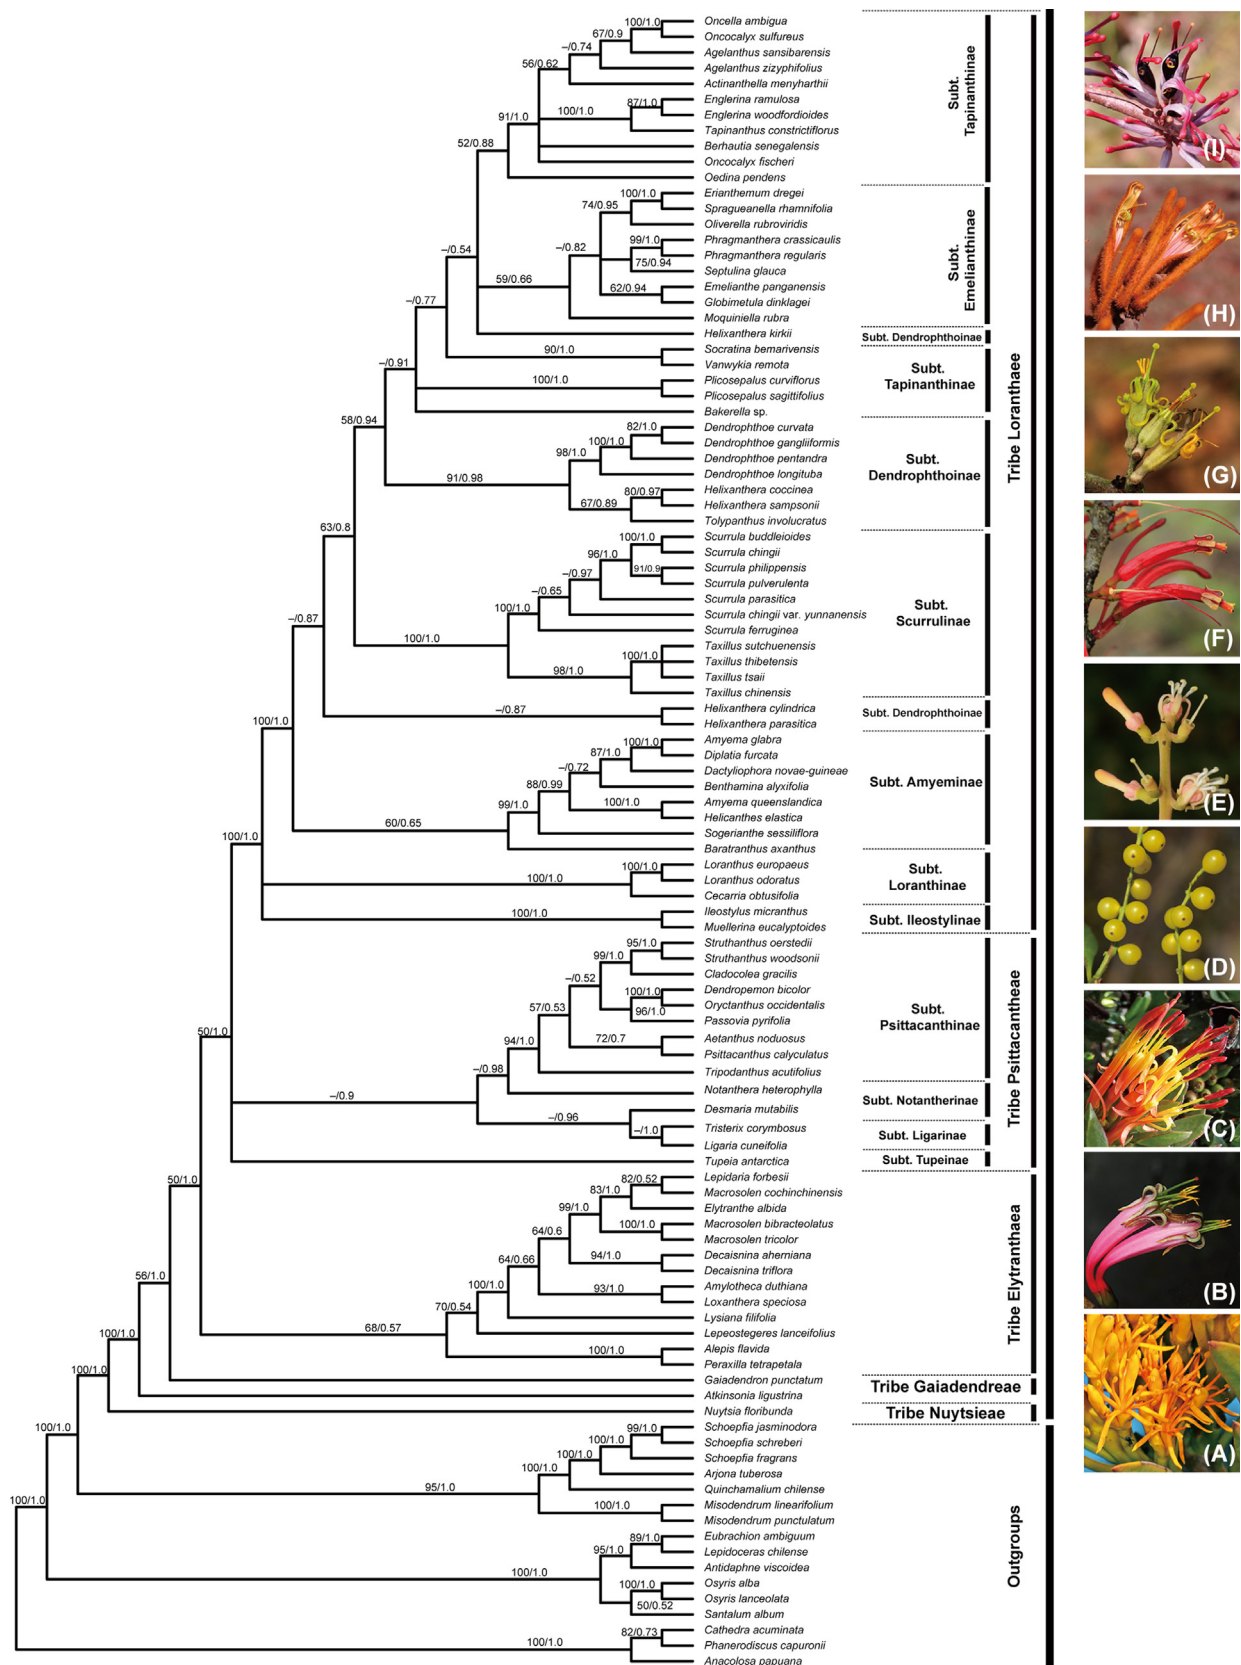 100/1.0 Oncella ambigua
67/0.9 Oncocalyx sulfureus
–/0.74 Agelanthus sansibarensis
56/0.62 Agelanthus zizyphifolius
Actinanthella menyharthii
87/1.0 Englerina ramulosa
91/1.0 100/1.0 Englerina woodfordioides
Tapinanthus constrictiflorus
52/0.88 Berhautia senegalensis
Oncocalyx fischeri
Oedina pendens
Subt. Tapinanthinae
100/1.0 Erianthemum dregei
74/0.95 Spragueanella rhamnifolia
Oliverella rubroviridis
–/0.54 –/0.82 99/1.0 Phragmanthera crassicaulis
Phragmanthera regularis
75/0.94 Septulina glauca
59/0.66 62/0.94 Emelianthe panganensis
Globimetula dinklagei
Moquiniella rubra
Subt. Emelianthinae
–/0.77 Helixanthera kirkii
Subt. Dendrophthoinae
90/1.0 Socratina bemarivensis
Vanwykia remota
–/0.91 100/1.0 Plicosepalus curviflorus
Plicosepalus sagittifolius
Bakerella sp.
Subt. Tapinanthinae
58/0.94 82/1.0 Dendrophthoe curvata
100/1.0 Dendrophthoe gangliiformis
98/1.0 Dendrophthoe pentandra
Dendrophthoe longituba
91/0.98 80/0.97 Helixanthera coccinea
67/0.89 Helixanthera sampsonii
Tolypanthus involucratus
Subt. Dendrophthoinae
63/0.8 100/1.0 Scurrula buddleioides
96/1.0 Scurrula chingii
–/0.97 91/0.9 Scurrula philippensis
Scurrula pulverulenta
–/0.65 Scurrula parasitica
100/1.0 Scurrula chingii var. yunnanensis
–/0.87 Scurrula ferruginea
100/1.0 Taxillus sutchuenensis
100/1.0 Taxillus thibetensis
98/1.0 Taxillus tsaii
Taxillus chinensis
Subt. Scurrulinae
–/0.87 Helixanthera cylindrica
Helixanthera parasitica
Subt. Dendrophthoinae
100/1.0 100/1.0 Amyema glabra
87/1.0 Diplatia furcata
–/0.72 Dactyliophora novae-guineae
88/0.99 Benthamina alyxifolia
99/1.0 100/1.0 Amyema queenslandica
Helicanthes elastica
60/0.65 Sogerianthe sessiliflora
Baratranthus axanthus
Subt. Amyeminae
100/1.0 100/1.0 Loranthus europaeus
100/1.0 Loranthus odoratus
Cecarria obtusifolia
Subt. Loranthinae
100/1.0 Ileostylus micranthus
Muellerina eucalyptoides
Subt. Ileostylinae
Tribe Loranthaee
95/1.0 Struthanthus oerstedii
99/1.0 Struthanthus woodsonii
–/0.52 Cladocolea gracilis
100/1.0 Dendropemon bicolor
57/0.53 96/1.0 Oryctanthus occidentalis
Passovia pyrifolia
50/1.0 94/1.0 72/0.7 Aetanthus noduosus
Psittacanthus calyculatus
–/0.98 Tripodanthus acutifolius
Subt. Psittacanthinae
–/0.9 Notanthera heterophylla
Subt. Notantherinae
–/0.96 Desmaria mutabilis
–/1.0 Tristerix corymbosus
Ligaria cuneifolia
Subt. Ligarinae
Tupeia antarctica
Subt. Tupeinae
Tribe Psittacantheae
50/1.0 82/0.52 Lepidaria forbesii
83/1.0 Macrosolen cochinchinensis
99/1.0 Elytranthe albida
64/0.6 100/1.0 Macrosolen bibracteolatus
Macrosolen tricolor
64/0.66 94/1.0 Decaisnina aherniana
Decaisnina triflora
56/1.0 100/1.0 93/1.0 Amylotheca duthiana
Loxanthera speciosa
70/0.54 Lysiana filifolia
68/0.57 Lepeostegeres lanceifolius
100/1.0 100/1.0 Alepis flavida
Peraxilla tetrapetala
Tribe Elytranthaea
100/1.0 Gaiadendron punctatum
Tribe Gaiadendreae
Atkinsonia ligustrina
Nuytsia floribunda
Tribe Nuytsieae
100/1.0 99/1.0 Schoepfia jasminodora
100/1.0 Schoepfia schreberi
100/1.0 Schoepfia fragrans
100/1.0 Arjona tuberosa
95/1.0 Quinchamalium chilense
100/1.0 100/1.0 Misodendrum linearifolium
Misodendrum punctulatum
89/1.0 Eubrachion ambiguum
95/1.0 Lepidoceras chilense
100/1.0 Antidaphne viscoidea
100/1.0 Osyris alba
Osyris lanceolata
50/0.52 Santalum album
82/0.73 Cathedra acuminata
100/1.0 Phanerodiscus capuronii
Anacolosa papuana
Outgroups
(I)
(H)
(G)
(F)
(E)
(D)
(C)
(B)
(A)